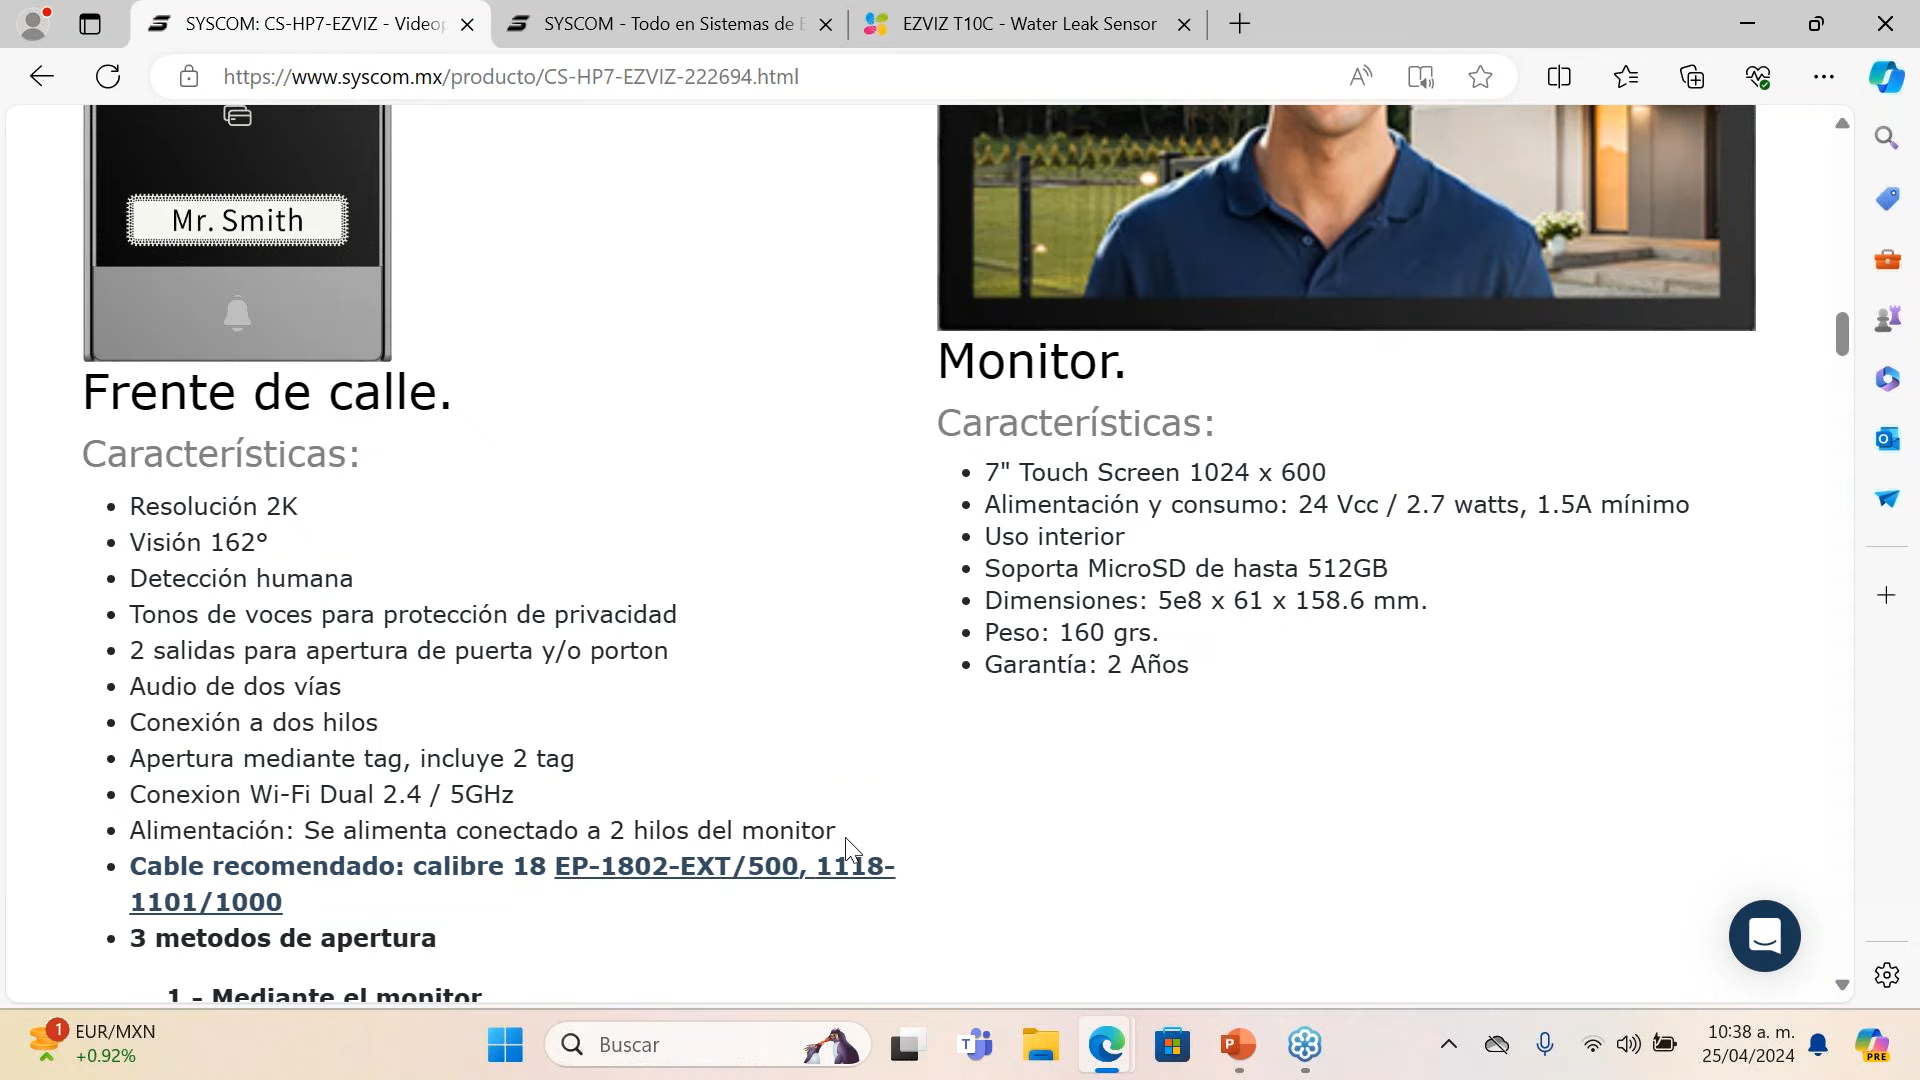 SYSCOM: CS-HP7-EZVIZ - Videop
SYSCOM - Todo en Sistemas de E
EZVIZ T10C - Water Leak Sensor
https://www.syscom.mx/producto/CS-HP7-EZVIZ-222694.html
Mr. Smith
Frente de calle.
Características:
• Resolución 2K
• Visión 162°
• Detección humana
• Tonos de voces para protección de privacidad
• 2 salidas para apertura de puerta y/o porton
• Audio de dos vías
• Conexión a dos hilos
• Apertura mediante tag, incluye 2 tag
• Conexion Wi-Fi Dual 2.4 / 5GHz
• Alimentación: Se alimenta conectado a 2 hilos del monitor
• Cable recomendado: calibre 18 EP-1802-EXT/500, 1118-
1101/1000
• 3 metodos de apertura
1 - Mediante el monitor
Monitor.
Características:
• 7" Touch Screen 1024 x 600
• Alimentación y consumo: 24 Vcc / 2.7 watts, 1.5A mínimo
• Uso interior
• Soporta MicroSD de hasta 512GB
• Dimensiones: 5e8 x 61 x 158.6 mm.
• Peso: 160 grs.
• Garantía: 2 Años
1
EUR/MXN
+0.92%
Buscar
10:38 a. m.
25/04/2024
PRE